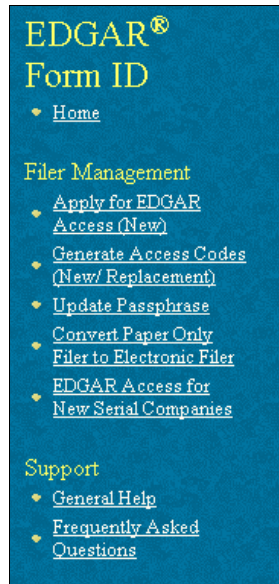 EDGAR®
Form ID
Home
Filer Management
Apply for EDGAR
Access (New)
Generate Access Codes
(New/ Replacement)
Update Passphrase
Convert Paper Only
Filer to Electronic Filer
EDGAR Access for
New Serial Companies
Support
General Help
Frequently Asked
Questions